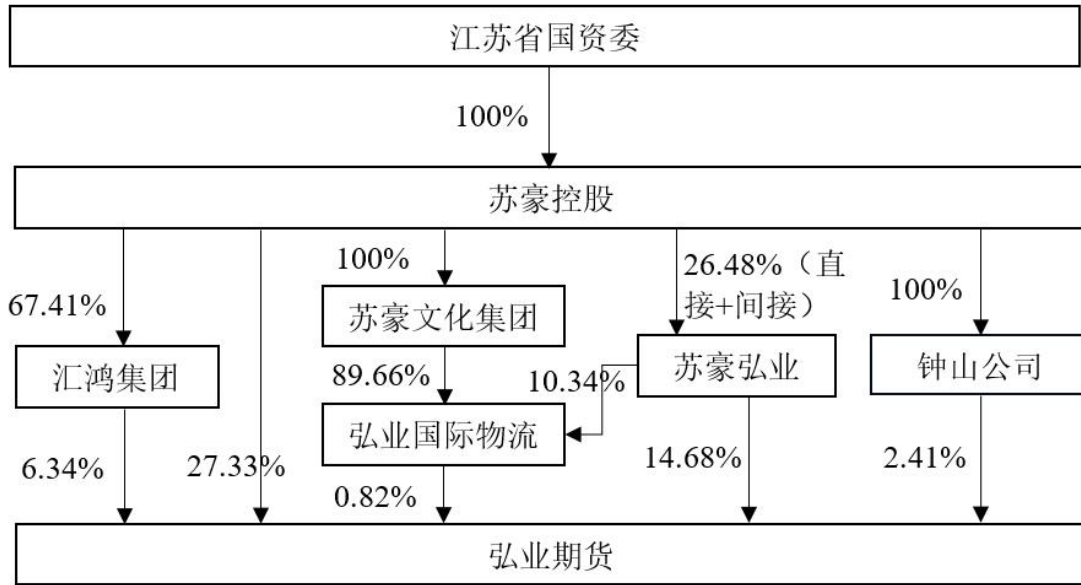 江苏省国资委
100%
苏豪控股
67.41%
27.33%
100%
26.48%（直
接+间接）
100%
苏豪文化集团
汇鸿集团
89.66%
10.34%
苏豪弘业
钟山公司
弘业国际物流
6.34%
0.82%
14.68%
2.41%
弘业期货